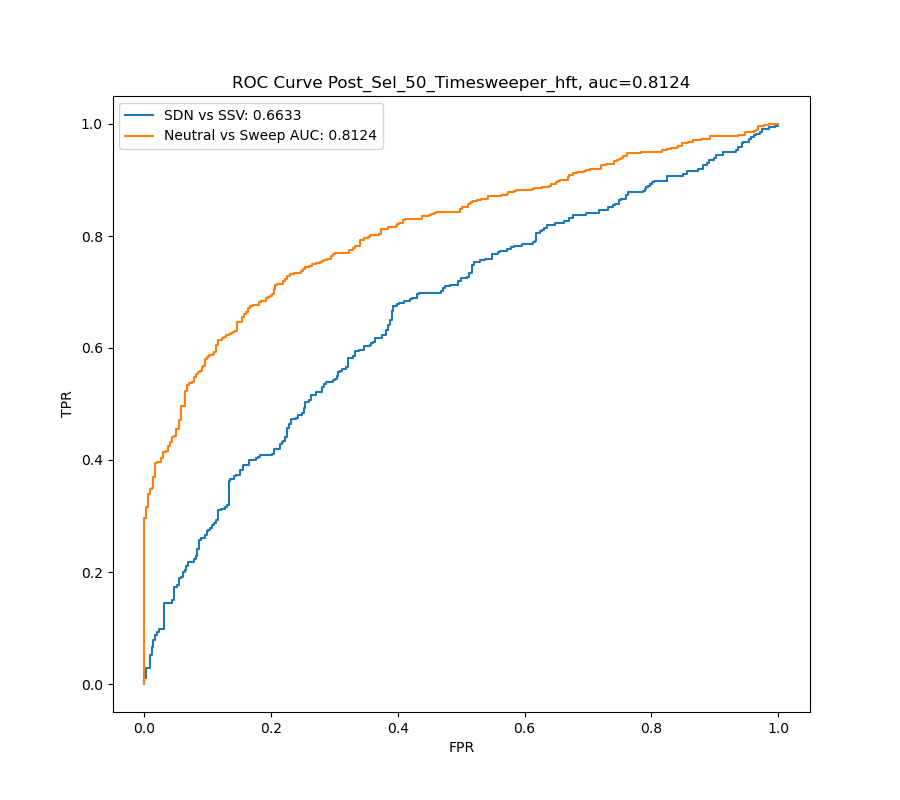 ROC Curve Post_Sel_50_Timesweeper_hft, auc=0.8124
SDN vs SSV: 0.6633
Neutral vs Sweep AUC: 0.8124
1.0
0.8
0.6
0.4
0.2
0.0
TPR
0.0 0.2 0.4 0.6 0.8 1.0
FPR